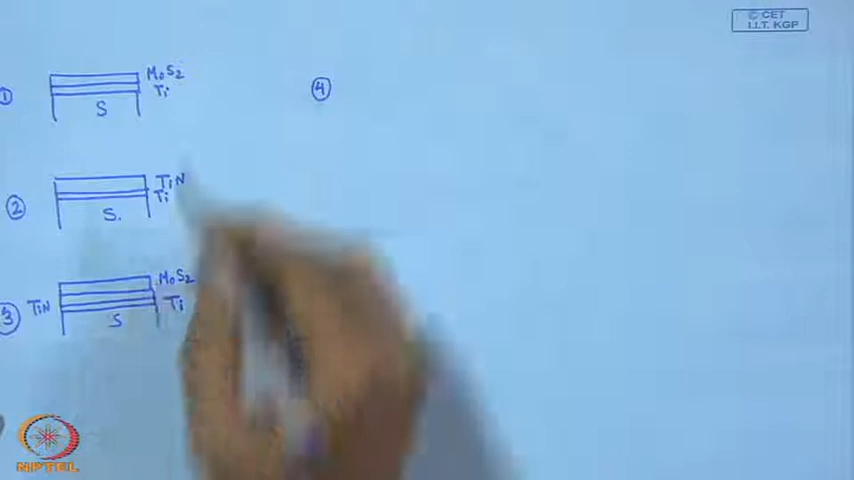 © CET
I.I.T. KGP
① MoS2
Ti
S
④
② TiN
Ti
S.
③ TiN MoS2
Ti
S
NPTEL